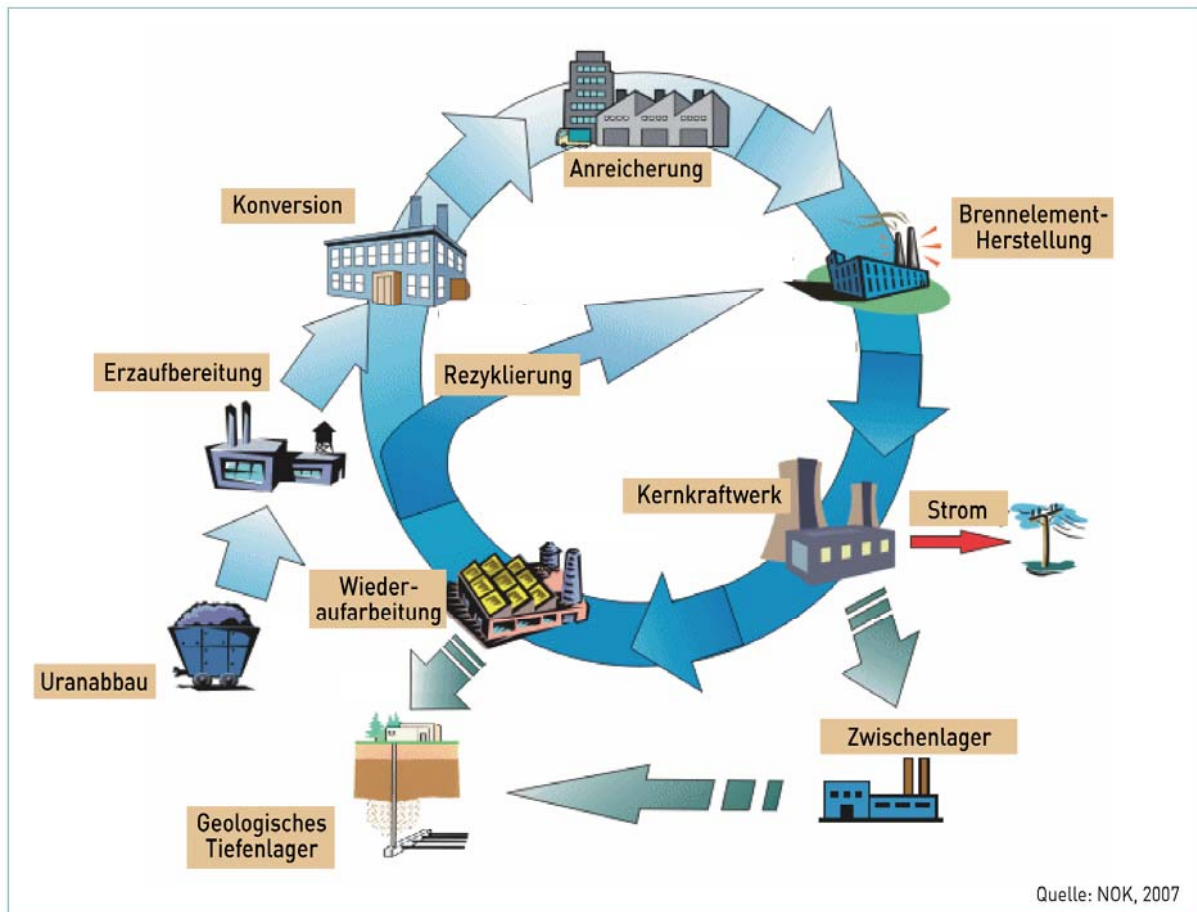 Anreicherung
Konversion
Brennelement-
Herstellung
Erzaufbereitung
Rezyklierung
Kernkraftwerk
Strom
Wieder-
aufarbeitung
Uranabbau
Zwischenlager
Geologisches
Tiefenlager
Quelle: NOK, 2007